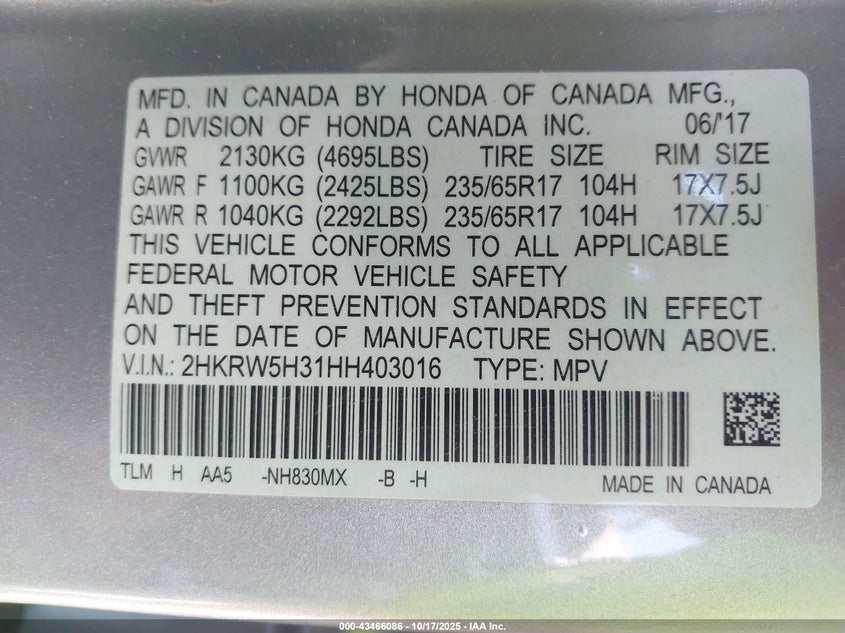 MFD. IN CANADA BY HONDA OF CANADA MFG.,
A DIVISION OF HONDA CANADA INC. 06/'17
GVWR 2130KG (4695LBS) TIRE SIZE RIM SIZE
GAWR F 1100KG (2425LBS) 235/65R17 104H 17X7.5J
GAWR R 1040KG (2292LBS) 235/65R17 104H 17X7.5J
THIS VEHICLE CONFORMS TO ALL APPLICABLE
FEDERAL MOTOR VEHICLE SAFETY
AND THEFT PREVENTION STANDARDS IN EFFECT
ON THE DATE OF MANUFACTURE SHOWN ABOVE.
V.I.N.: 2HKRW5H31HH403016 TYPE: MPV
TLM H AA5 -NH830MX -B -H MADE IN CANADA
000-43466086 - 10/17/2025 - IAA Inc.